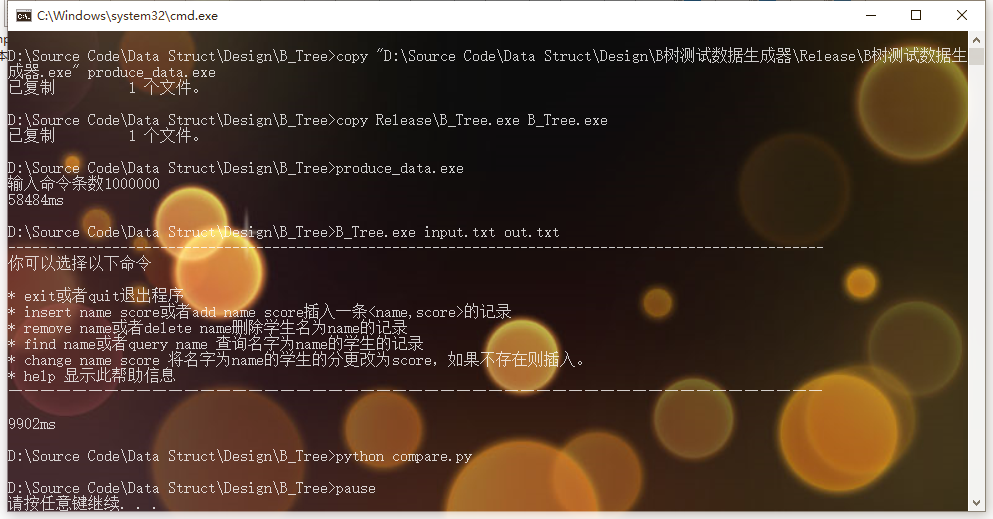 C:\Windows\system32\cmd.exe
D:\Source Code\Data Struct\Design\B_Tree>copy "D:\Source Code\Data Struct\Design\B树测试数据生成器\Release\B树测试数据生
成器.exe" produce_data.exe
已复制         1 个文件。
D:\Source Code\Data Struct\Design\B_Tree>copy Release\B_Tree.exe B_Tree.exe
已复制         1 个文件。
D:\Source Code\Data Struct\Design\B_Tree>produce_data.exe
输入命令条数1000000
58484ms
D:\Source Code\Data Struct\Design\B_Tree>B_Tree.exe input.txt out.txt
你可以选择以下命令
* exit或者quit退出程序
* insert name score或者add name score插入一条<name,score>的记录
* remove name或者delete name删除学生名为name的记录
* find name或者query name 查询名字为name的学生的记录
* change name score 将名字为name的学生的分更改为score，如果不存在则插入。
* help 显示此帮助信息
9902ms
D:\Source Code\Data Struct\Design\B_Tree>python compare.py
D:\Source Code\Data Struct\Design\B_Tree>pause
请按任意键继续. . .